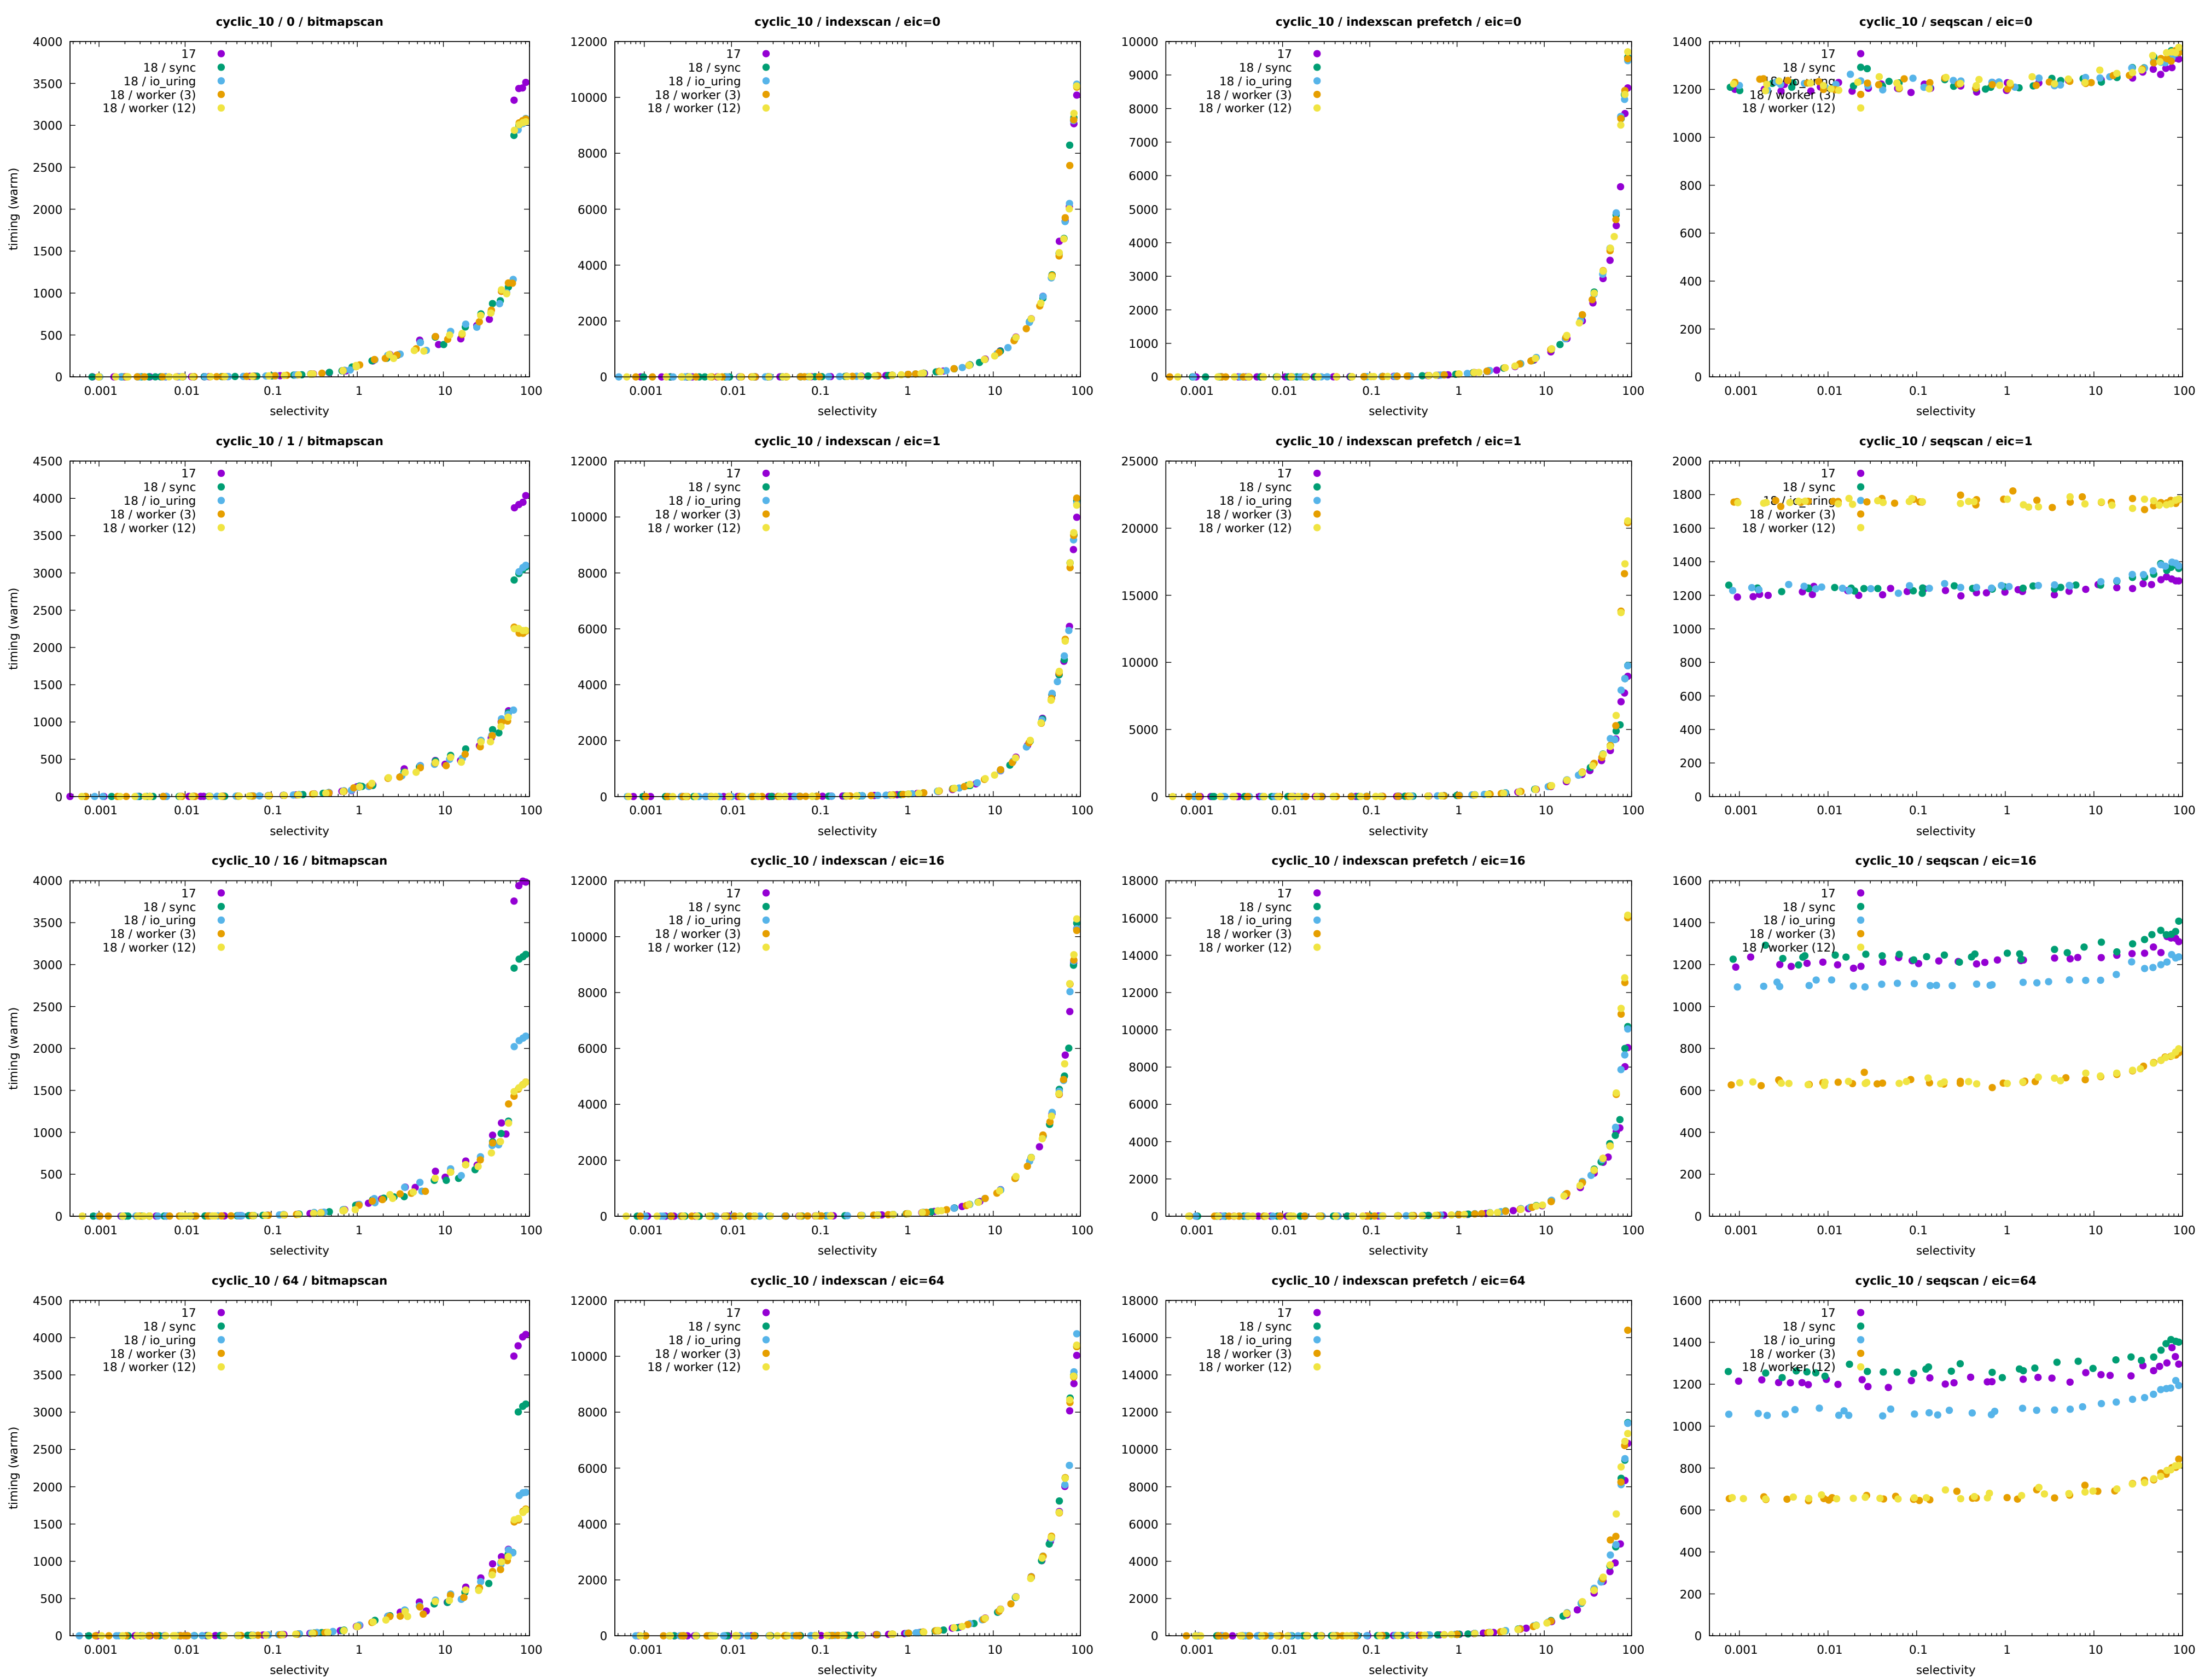 cyclic_10 / 0 / bitmapscan
4000
3500
3000
2500
2000
1500
1000
500
0
timing (warm)
17
18 / sync
18 / io_uring
18 / worker (3)
18 / worker (12)
0.001 0.01 0.1 1 10 100
selectivity
cyclic_10 / indexscan / eic=0
12000
10000
8000
6000
4000
2000
0
17
18 / sync
18 / io_uring
18 / worker (3)
18 / worker (12)
0.001 0.01 0.1 1 10 100
selectivity
cyclic_10 / indexscan prefetch / eic=0
10000
9000
8000
7000
6000
5000
4000
3000
2000
1000
0
17
18 / sync
18 / io_uring
18 / worker (3)
18 / worker (12)
0.001 0.01 0.1 1 10 100
selectivity
cyclic_10 / seqscan / eic=0
1400
1200
1000
800
600
400
200
0
17
18 / sync
18 / io_uring
18 / worker (3)
18 / worker (12)
0.001 0.01 0.1 1 10 100
selectivity
cyclic_10 / 1 / bitmapscan
4500
4000
3500
3000
2500
2000
1500
1000
500
0
timing (warm)
17
18 / sync
18 / io_uring
18 / worker (3)
18 / worker (12)
0.001 0.01 0.1 1 10 100
selectivity
cyclic_10 / indexscan / eic=1
12000
10000
8000
6000
4000
2000
0
17
18 / sync
18 / io_uring
18 / worker (3)
18 / worker (12)
0.001 0.01 0.1 1 10 100
selectivity
cyclic_10 / indexscan prefetch / eic=1
25000
20000
15000
10000
5000
0
17
18 / sync
18 / io_uring
18 / worker (3)
18 / worker (12)
0.001 0.01 0.1 1 10 100
selectivity
cyclic_10 / seqscan / eic=1
2000
1800
1600
1400
1200
1000
800
600
400
200
0
17
18 / sync
18 / io_uring
18 / worker (3)
18 / worker (12)
0.001 0.01 0.1 1 10 100
selectivity
cyclic_10 / 16 / bitmapscan
4000
3500
3000
2500
2000
1500
1000
500
0
timing (warm)
17
18 / sync
18 / io_uring
18 / worker (3)
18 / worker (12)
0.001 0.01 0.1 1 10 100
selectivity
cyclic_10 / indexscan / eic=16
12000
10000
8000
6000
4000
2000
0
17
18 / sync
18 / io_uring
18 / worker (3)
18 / worker (12)
0.001 0.01 0.1 1 10 100
selectivity
cyclic_10 / indexscan prefetch / eic=16
18000
16000
14000
12000
10000
8000
6000
4000
2000
0
17
18 / sync
18 / io_uring
18 / worker (3)
18 / worker (12)
0.001 0.01 0.1 1 10 100
selectivity
cyclic_10 / seqscan / eic=16
1600
1400
1200
1000
800
600
400
200
0
17
18 / sync
18 / io_uring
18 / worker (3)
18 / worker (12)
0.001 0.01 0.1 1 10 100
selectivity
cyclic_10 / 64 / bitmapscan
4500
4000
3500
3000
2500
2000
1500
1000
500
0
timing (warm)
17
18 / sync
18 / io_uring
18 / worker (3)
18 / worker (12)
0.001 0.01 0.1 1 10 100
selectivity
cyclic_10 / indexscan / eic=64
12000
10000
8000
6000
4000
2000
0
17
18 / sync
18 / io_uring
18 / worker (3)
18 / worker (12)
0.001 0.01 0.1 1 10 100
selectivity
cyclic_10 / indexscan prefetch / eic=64
18000
16000
14000
12000
10000
8000
6000
4000
2000
0
17
18 / sync
18 / io_uring
18 / worker (3)
18 / worker (12)
0.001 0.01 0.1 1 10 100
selectivity
cyclic_10 / seqscan / eic=64
1600
1400
1200
1000
800
600
400
200
0
17
18 / sync
18 / io_uring
18 / worker (3)
18 / worker (12)
0.001 0.01 0.1 1 10 100
selectivity